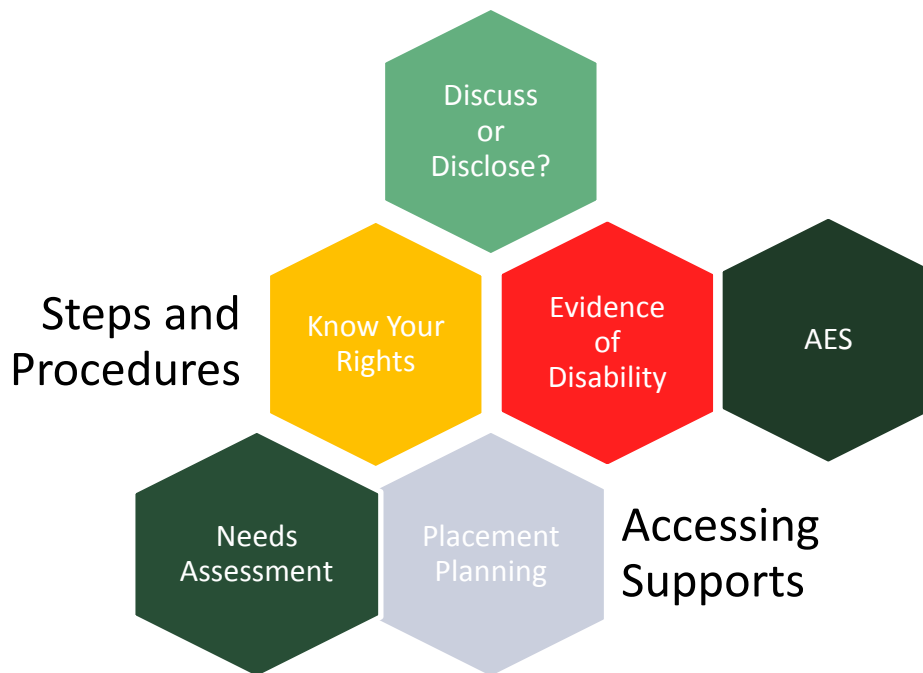 Discuss
or
Disclose?
Steps and
Procedures
Know Your
Rights
Evidence
of
Disability
AES
Needs
Assessment
Placement
Planning
Accessing
Supports